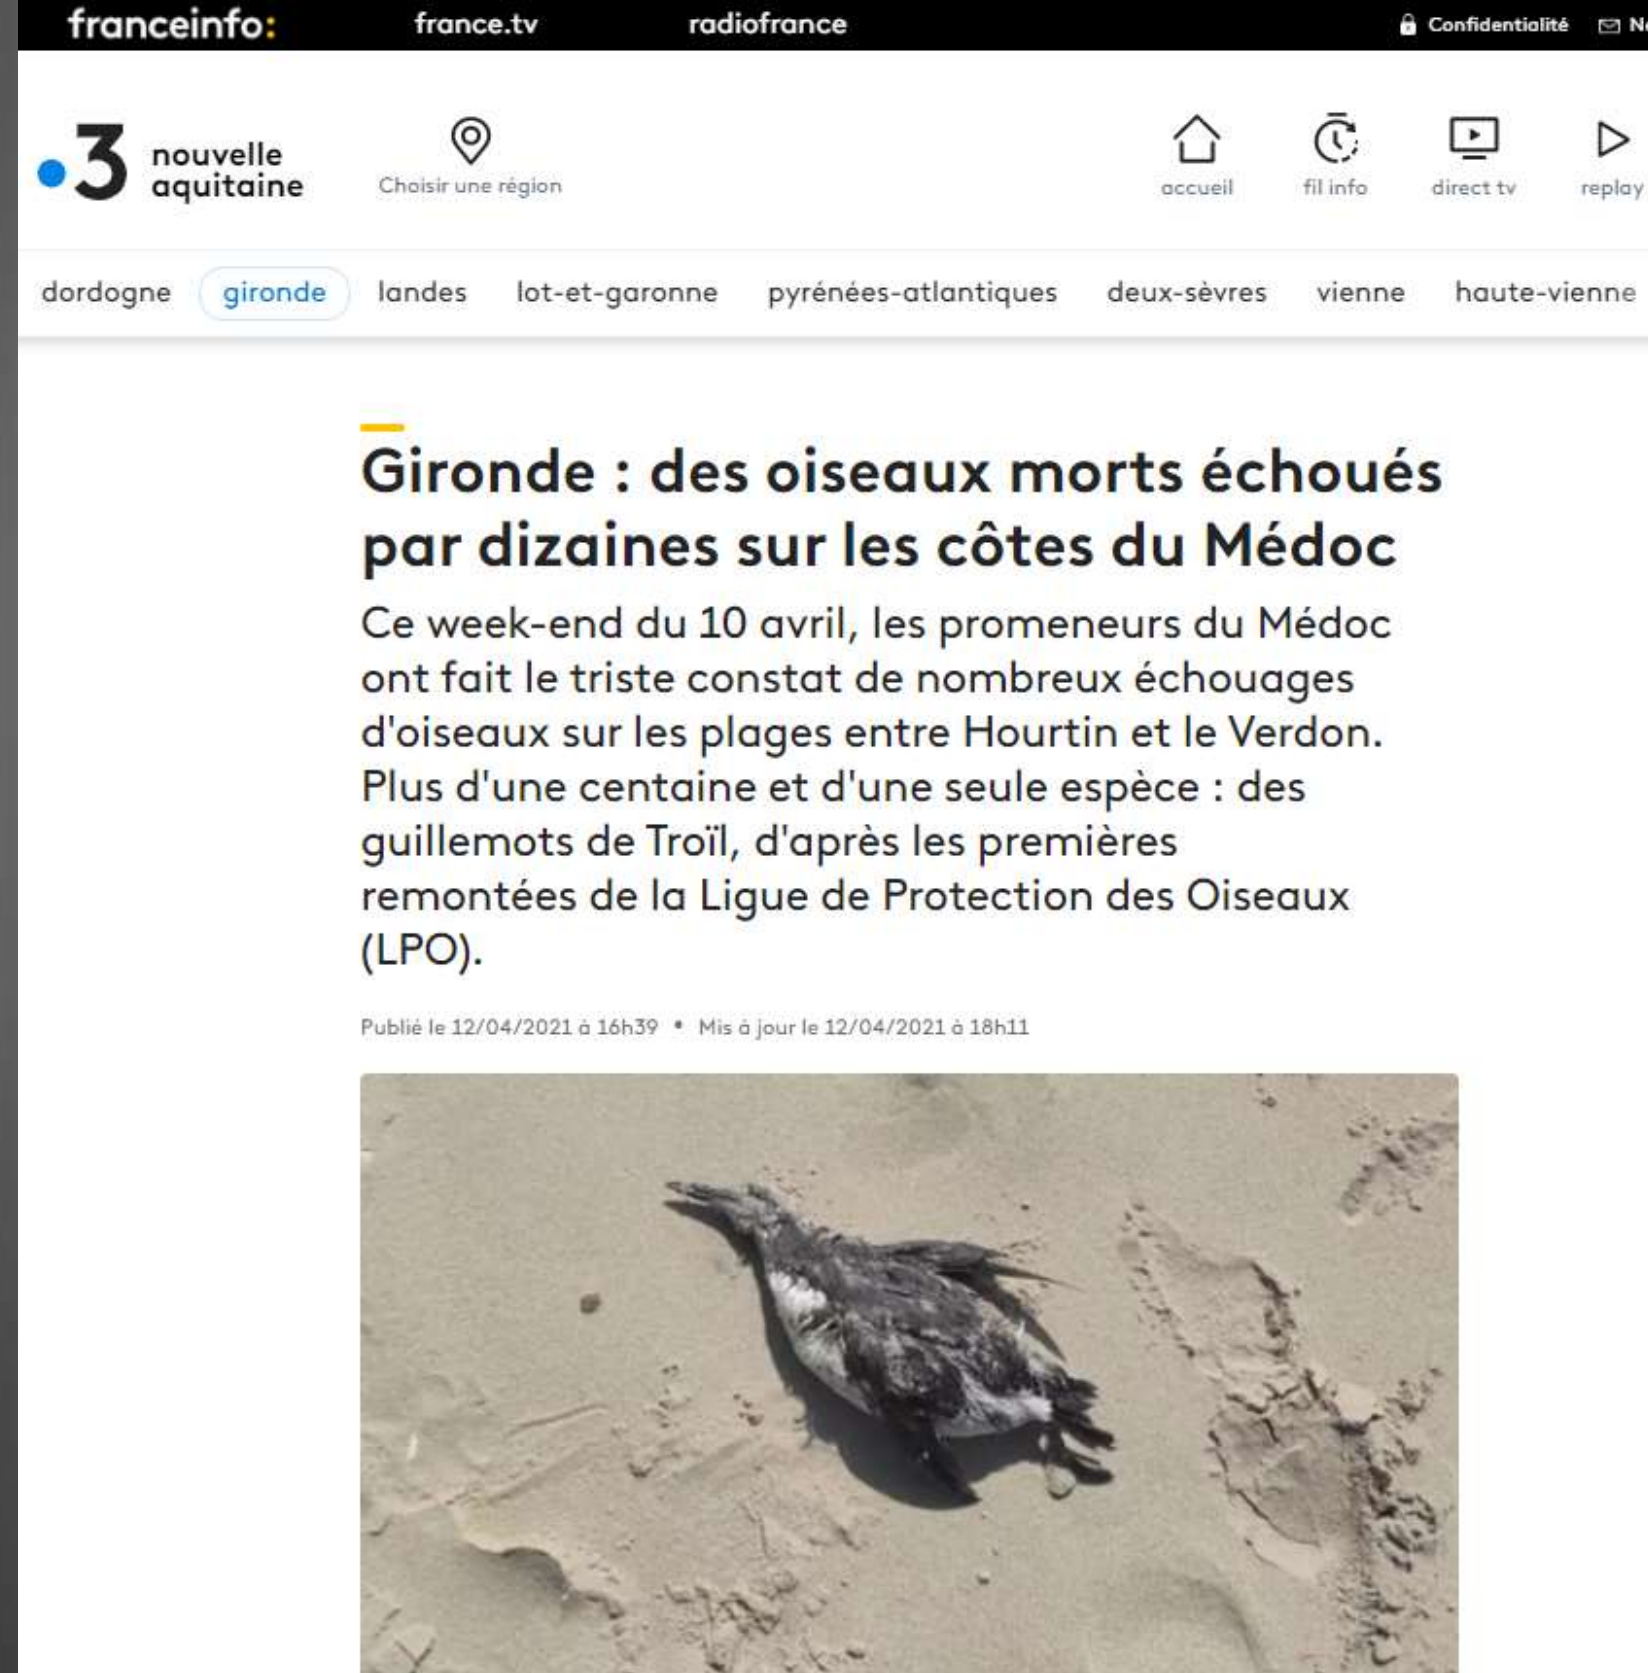 franceinfo: france.tv radiofrance Confidentialité
3 nouvelle
aquitaine
Choisir une région
accueil fil info direct tv replay
dordogne gironde landes lot-et-garonne pyrénées-atlantiques deux-sèvres vienne haute-vienne
Gironde : des oiseaux morts échoués
par dizaines sur les côtes du Médoc
Ce week-end du 10 avril, les promeneurs du Médoc
ont fait le triste constat de nombreux échouages
d'oiseaux sur les plages entre Hourtin et le Verdon.
Plus d'une centaine et d'une seule espèce : des
guillemots de Troïl, d'après les premières
remontées de la Ligue de Protection des Oiseaux
(LPO).
Publié le 12/04/2021 à 16h39 • Mis à jour le 12/04/2021 à 18h11